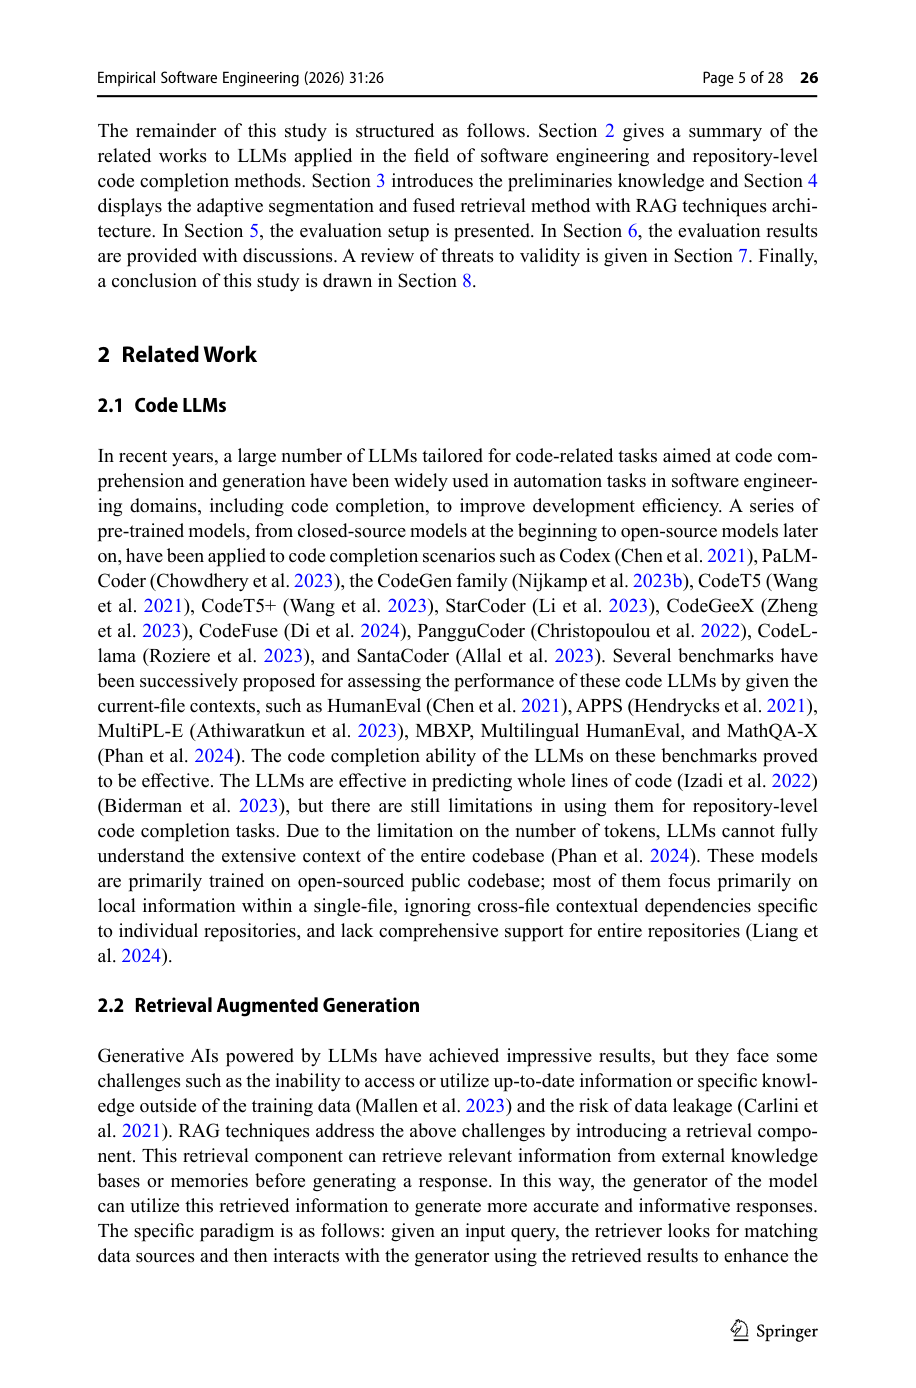 Empirical Software Engineering (2026) 31:26
Page 5 of 28 26
The remainder of this study is structured as follows. Section 2 gives a summary of the
related works to LLMs applied in the field of software engineering and repository-level
code completion methods. Section 3 introduces the preliminaries knowledge and Section 4
displays the adaptive segmentation and fused retrieval method with RAG techniques archi-
tecture. In Section 5, the evaluation setup is presented. In Section 6, the evaluation results
are provided with discussions. A review of threats to validity is given in Section 7. Finally,
a conclusion of this study is drawn in Section 8.
2 Related Work
2.1 Code LLMs
In recent years, a large number of LLMs tailored for code-related tasks aimed at code com-
prehension and generation have been widely used in automation tasks in software engineer-
ing domains, including code completion, to improve development efficiency. A series of
pre-trained models, from closed-source models at the beginning to open-source models later
on, have been applied to code completion scenarios such as Codex (Chen et al. 2021), PaLM-
Coder (Chowdhery et al. 2023), the CodeGen family (Nijkamp et al. 2023b), CodeT5 (Wang
et al. 2021), CodeT5+ (Wang et al. 2023), StarCoder (Li et al. 2023), CodeGeeX (Zheng
et al. 2023), CodeFuse (Di et al. 2024), PangguCoder (Christopoulou et al. 2022), CodeL-
lama (Roziere et al. 2023), and SantaCoder (Allal et al. 2023). Several benchmarks have
been successively proposed for assessing the performance of these code LLMs by given the
current-file contexts, such as HumanEval (Chen et al. 2021), APPS (Hendrycks et al. 2021),
MultiPL-E (Athiwaratkun et al. 2023), MBXP, Multilingual HumanEval, and MathQA-X
(Phan et al. 2024). The code completion ability of the LLMs on these benchmarks proved
to be effective. The LLMs are effective in predicting whole lines of code (Izadi et al. 2022)
(Biderman et al. 2023), but there are still limitations in using them for repository-level
code completion tasks. Due to the limitation on the number of tokens, LLMs cannot fully
understand the extensive context of the entire codebase (Phan et al. 2024). These models
are primarily trained on open-sourced public codebase; most of them focus primarily on
local information within a single-file, ignoring cross-file contextual dependencies specific
to individual repositories, and lack comprehensive support for entire repositories (Liang et
al. 2024).
2.2 Retrieval Augmented Generation
Generative AIs powered by LLMs have achieved impressive results, but they face some
challenges such as the inability to access or utilize up-to-date information or specific knowl-
edge outside of the training data (Mallen et al. 2023) and the risk of data leakage (Carlini et
al. 2021). RAG techniques address the above challenges by introducing a retrieval compo-
nent. This retrieval component can retrieve relevant information from external knowledge
bases or memories before generating a response. In this way, the generator of the model
can utilize this retrieved information to generate more accurate and informative responses.
The specific paradigm is as follows: given an input query, the retriever looks for matching
data sources and then interacts with the generator using the retrieved results to enhance the
Springer